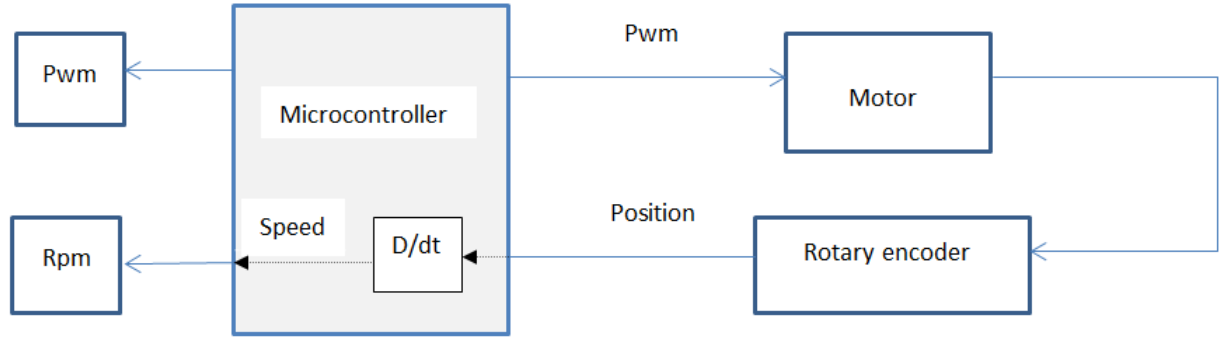 Pwm
Pwm
Microcontroller
Motor
Speed
D/dt
Position
Rpm
Rotary encoder